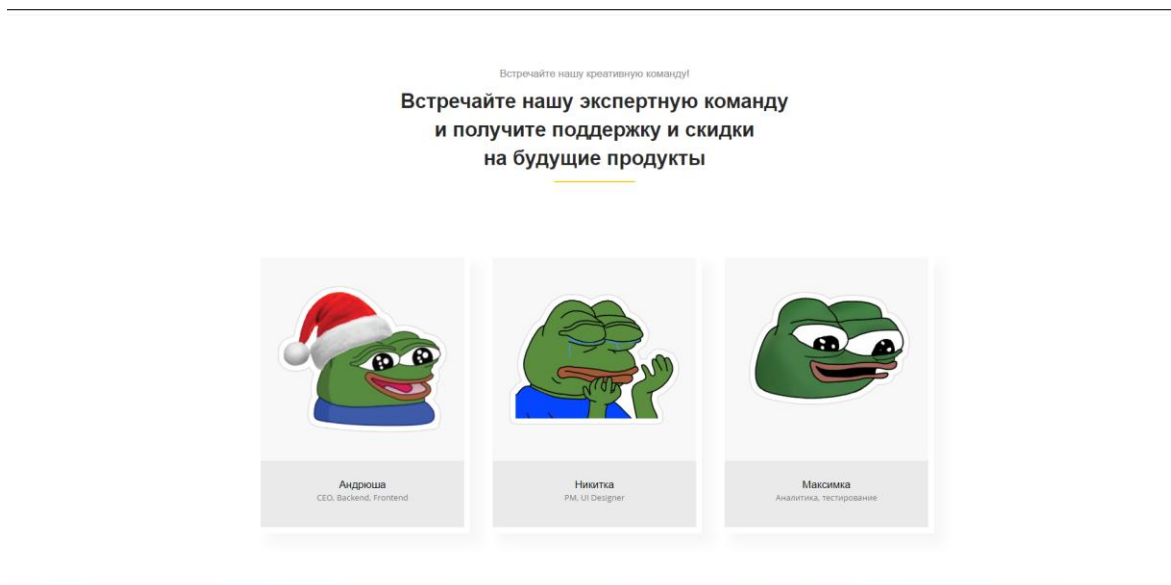 Встречайте нашу креативную команду!
Встречайте нашу экспертную команду
и получите поддержку и скидки
на будущие продукты
Андрюша
CEO, Backend, Frontend
Никитка
PM, UI Designer
Максимка
Аналитика, тестирование